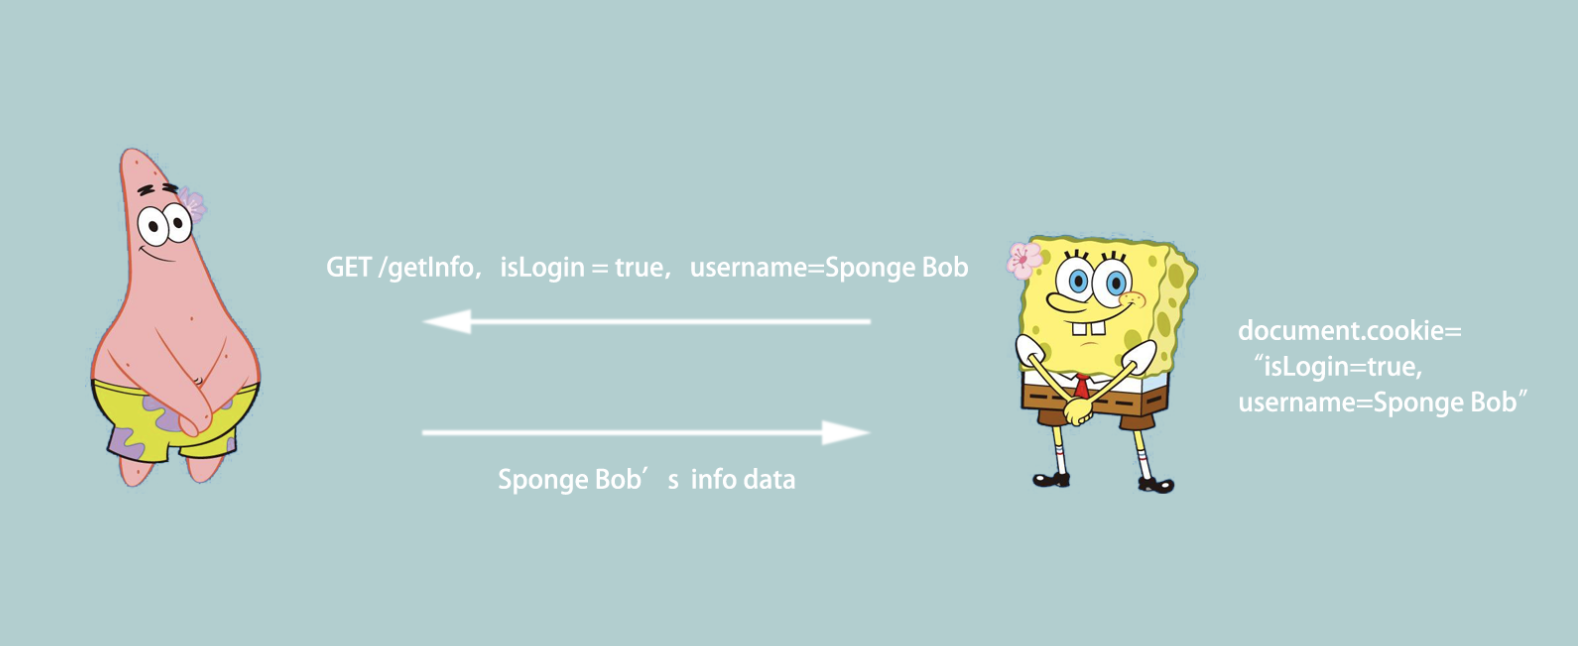 GET /getInfo, isLogin = true, username=Sponge Bob
document.cookie=
“isLogin=true,
username=Sponge Bob”
Sponge Bob’ s info data